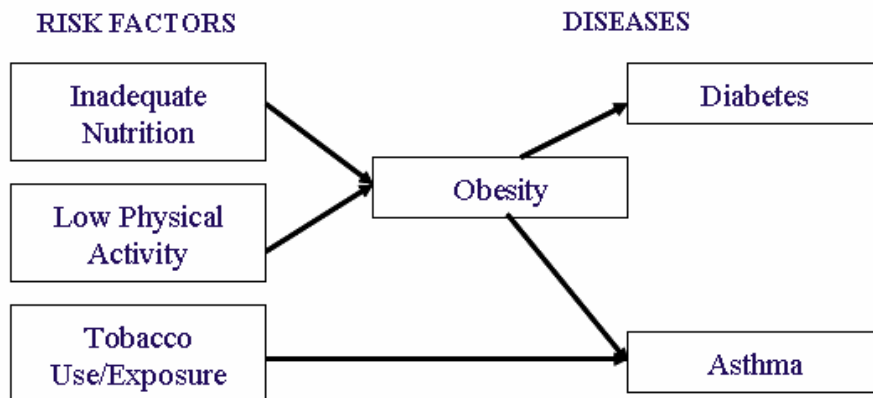 RISK FACTORS
DISEASES
Inadequate
Nutrition
Diabetes
Obesity
Low Physical
Activity
Tobacco
Use/Exposure
Asthma